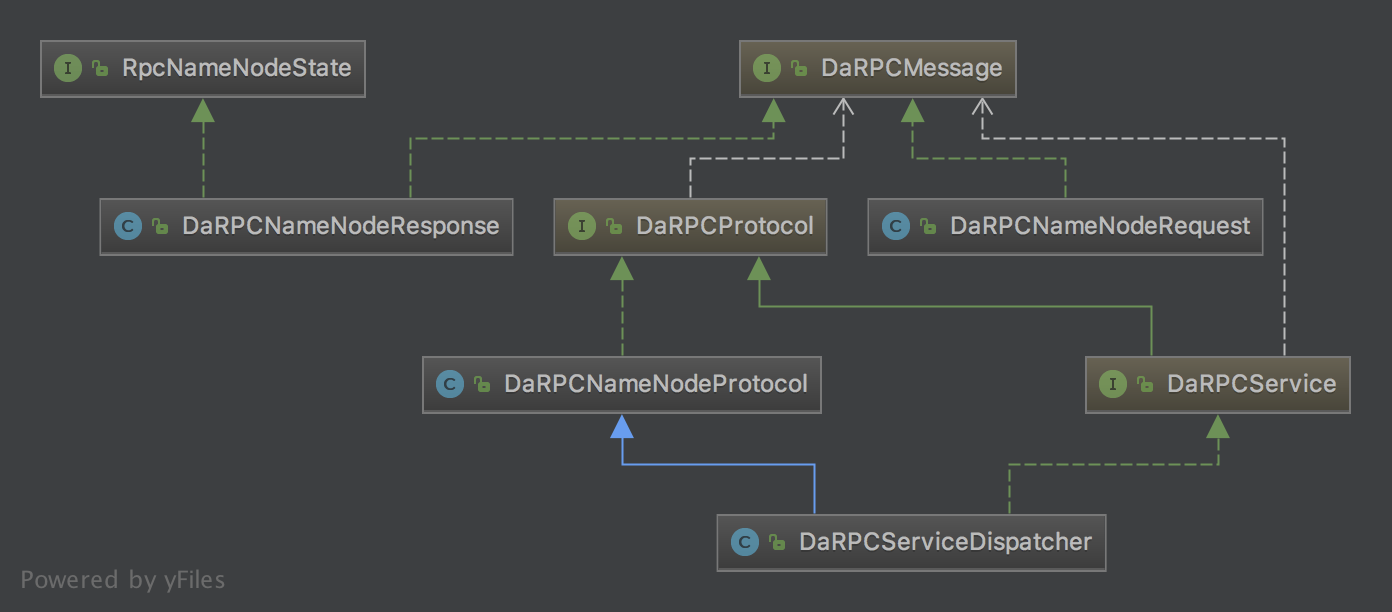 I RpcNameNodeState
I DaRPCMessage
C DaRPCNameNodeResponse
I DaRPCProtocol
C DaRPCNameNodeRequest
C DaRPCNameNodeProtocol
I DaRPCService
C DaRPCServiceDispatcher
Powered by yFiles